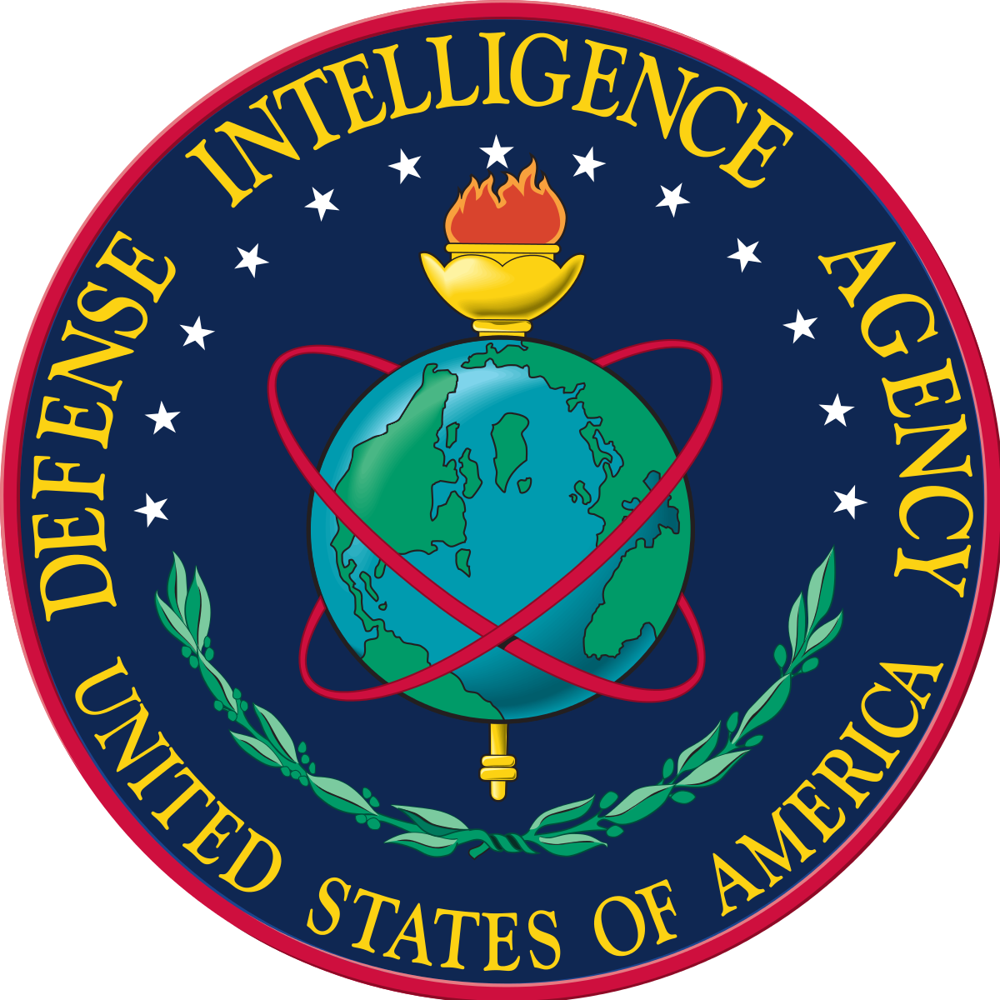 DEFENSE INTELLIGENCE AGENCY
UNITED STATES OF AMERICA